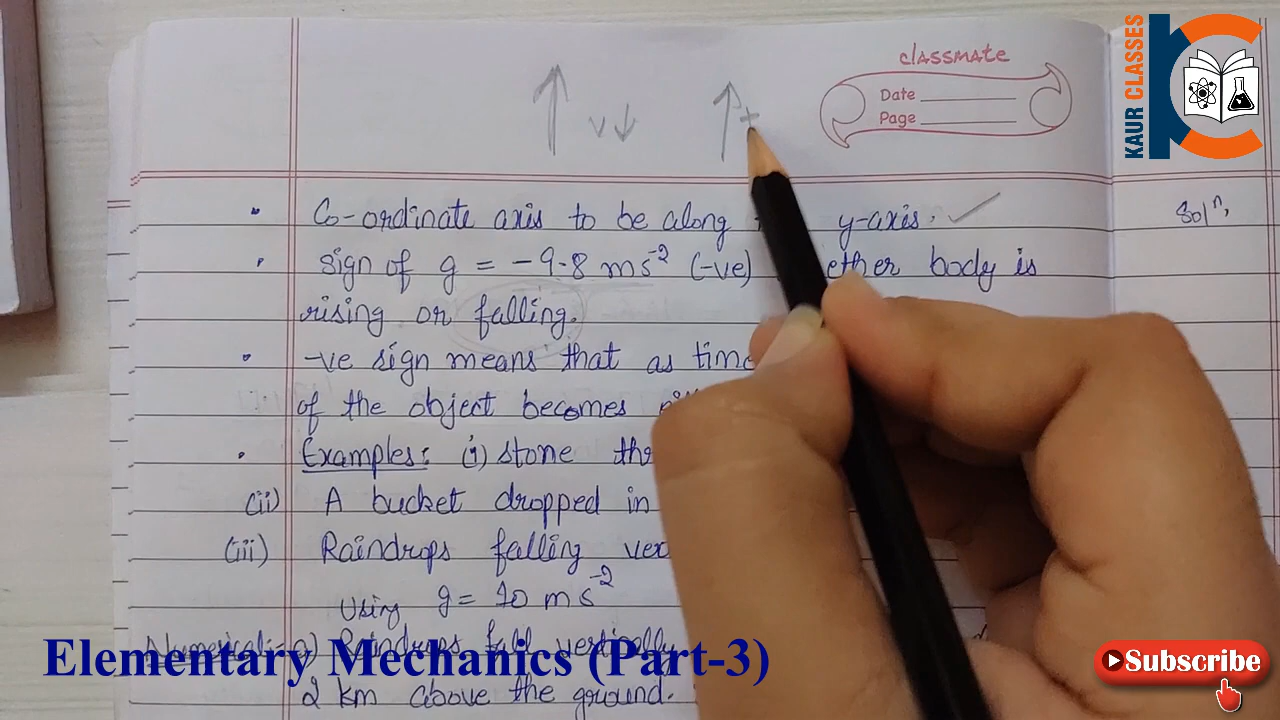 KAUR CLASSES
classmate
Date
Page
v
+
Co-ordinate axis to be along y-axis.
Solⁿ.
sign of g = -9.8 ms⁻² (-ve) ether body is
rising or falling.
-ve sign means that as time
of the object becomes
Examples: (i) stone thr
(ii) A bucket dropped in
(iii) Raindrops falling ver
Using g = 10 ms⁻²
Raindrops fall vertically
Elementary Mechanics (Part-3)
2 km above the ground.
Subscribe